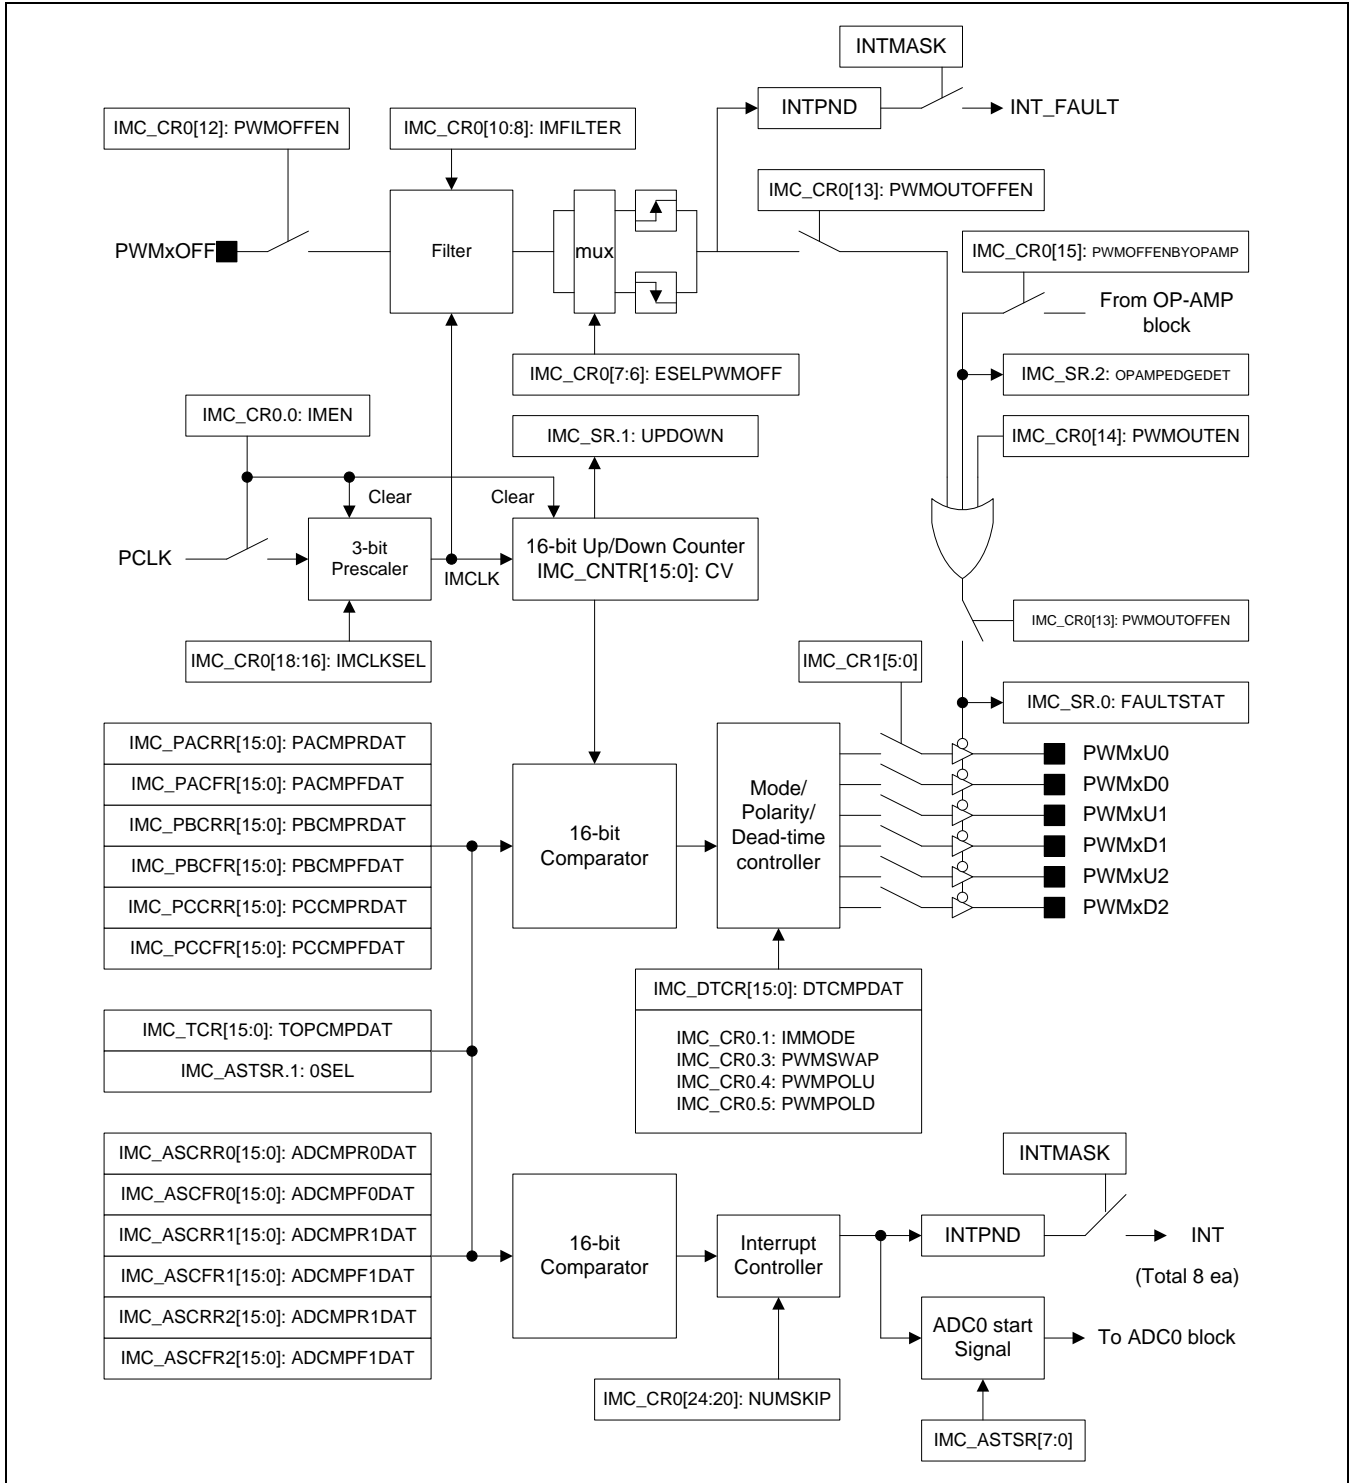 INTMASK
INTPND
INT_FAULT
IMC_CR0[12]: PWMOFFEN
IMC_CR0[10:8]: IMFILTER
IMC_CR0[13]: PWMOUTOFFEN
PWMxOFF
Filter
mux
IMC_CR0[15]: PWMOFFENBYOPAMP
From OP-AMP
block
IMC_CR0[7:6]: ESELPWMOFF
IMC_SR.2: OPAMPEDGEDET
IMC_CR0.0: IMEN
IMC_SR.1: UPDOWN
IMC_CR0[14]: PWMOUTEN
Clear
Clear
PCLK
3-bit
Prescaler
IMCLK
16-bit Up/Down Counter
IMC_CNTR[15:0]: CV
IMC_CR0[13]: PWMOUTOFFEN
IMC_CR0[18:16]: IMCLKSEL
IMC_CR1[5:0]
IMC_SR.0: FAULTSTAT
IMC_PACRR[15:0]: PACMPRDAT
IMC_PACFR[15:0]: PACMPFDAT
IMC_PBCRR[15:0]: PBCMPRDAT
IMC_PBCFR[15:0]: PBCMPFDAT
IMC_PCCRR[15:0]: PCCMPRDAT
IMC_PCCFR[15:0]: PCCMPFDAT
16-bit
Comparator
Mode/
Polarity/
Dead-time
controller
PWMxU0
PWMxD0
PWMxU1
PWMxD1
PWMxU2
PWMxD2
IMC_DTCR[15:0]: DTCMPDAT
IMC_CR0.1: IMMODE
IMC_CR0.3: PWMSWAP
IMC_CR0.4: PWMPOLU
IMC_CR0.5: PWMPOLD
IMC_TCR[15:0]: TOPCMPDAT
IMC_ASTSR.1: 0SEL
IMC_ASCRR0[15:0]: ADCMPR0DAT
IMC_ASCFR0[15:0]: ADCMPF0DAT
IMC_ASCRR1[15:0]: ADCMPR1DAT
IMC_ASCFR1[15:0]: ADCMPF1DAT
IMC_ASCRR2[15:0]: ADCMPR1DAT
IMC_ASCFR2[15:0]: ADCMPF1DAT
16-bit
Comparator
Interrupt
Controller
INTMASK
INTPND
INT
(Total 8 ea)
ADC0 start
Signal
To ADC0 block
IMC_CR0[24:20]: NUMSKIP
IMC_ASTSR[7:0]